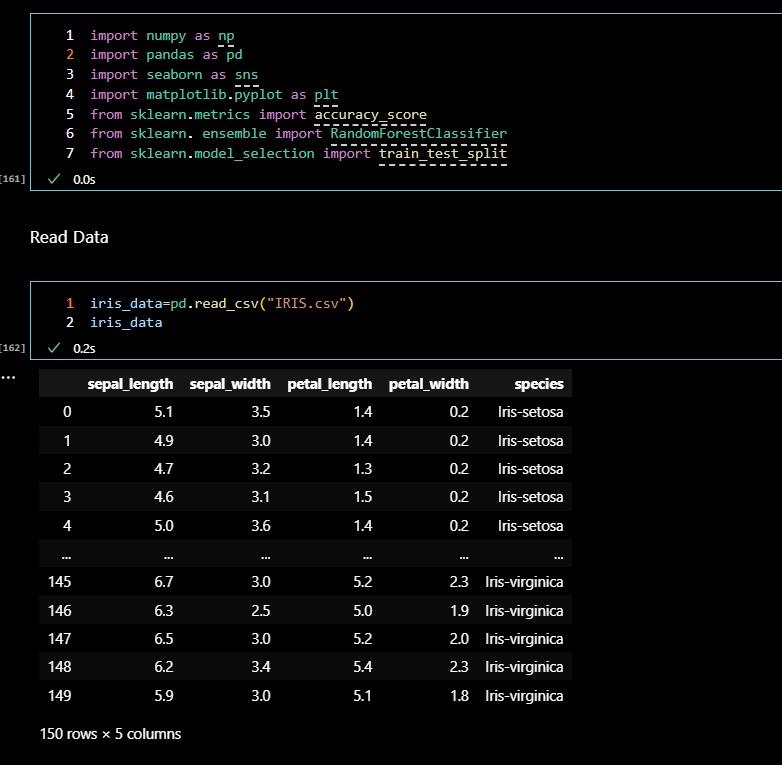 1 import numpy as np
2 import pandas as pd
3 import seaborn as sns
4 import matplotlib.pyplot as plt
5 from sklearn.metrics import accuracy_score
6 from sklearn. ensemble import RandomForestClassifier
7 from sklearn.model_selection import train_test_split
[161] 0.0s
Read Data
1 iris_data=pd.read_csv("IRIS.csv")
2 iris_data
[162] 0.2s
...
sepal_length sepal_width petal_length petal_width species
0 5.1 3.5 1.4 0.2 Iris-setosa
1 4.9 3.0 1.4 0.2 Iris-setosa
2 4.7 3.2 1.3 0.2 Iris-setosa
3 4.6 3.1 1.5 0.2 Iris-setosa
4 5.0 3.6 1.4 0.2 Iris-setosa
... ... ... ... ... ...
145 6.7 3.0 5.2 2.3 Iris-virginica
146 6.3 2.5 5.0 1.9 Iris-virginica
147 6.5 3.0 5.2 2.0 Iris-virginica
148 6.2 3.4 5.4 2.3 Iris-virginica
149 5.9 3.0 5.1 1.8 Iris-virginica
150 rows × 5 columns